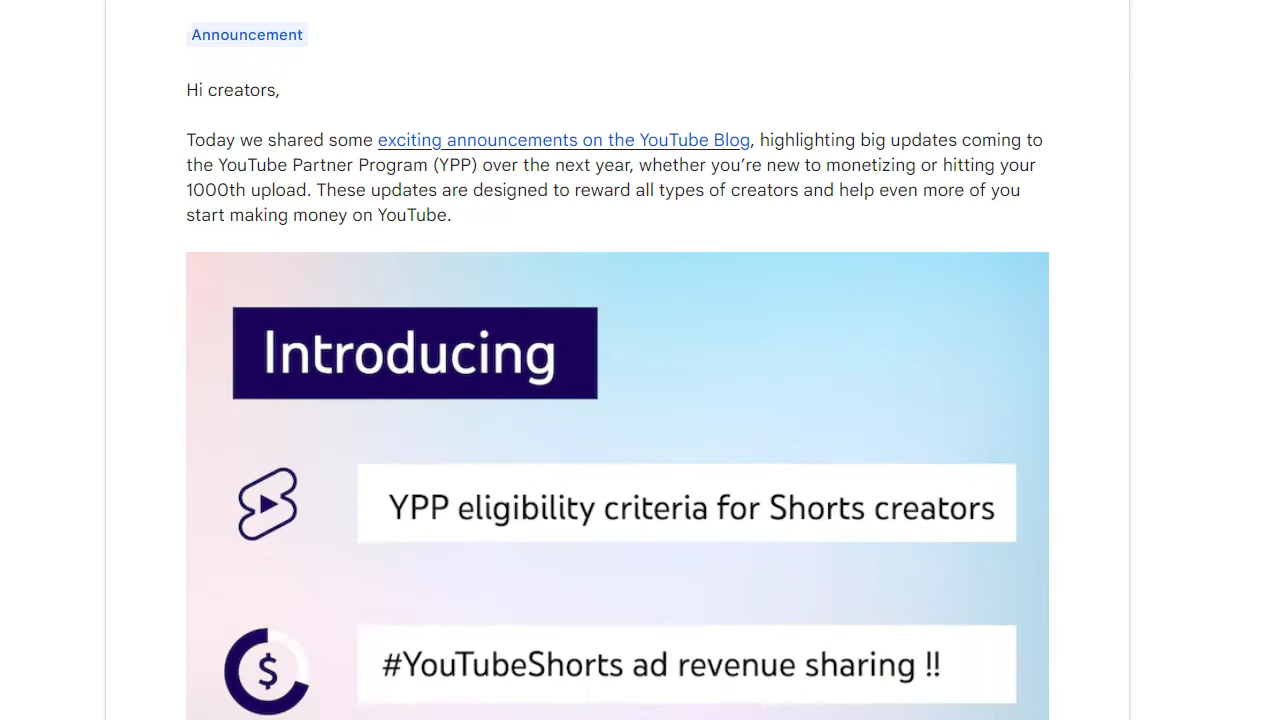 Announcement
Hi creators,
Today we shared some exciting announcements on the YouTube Blog, highlighting big updates coming to
the YouTube Partner Program (YPP) over the next year, whether you’re new to monetizing or hitting your
1000th upload. These updates are designed to reward all types of creators and help even more of you
start making money on YouTube.
Introducing
YPP eligibility criteria for Shorts creators
$
#YouTubeShorts ad revenue sharing !!